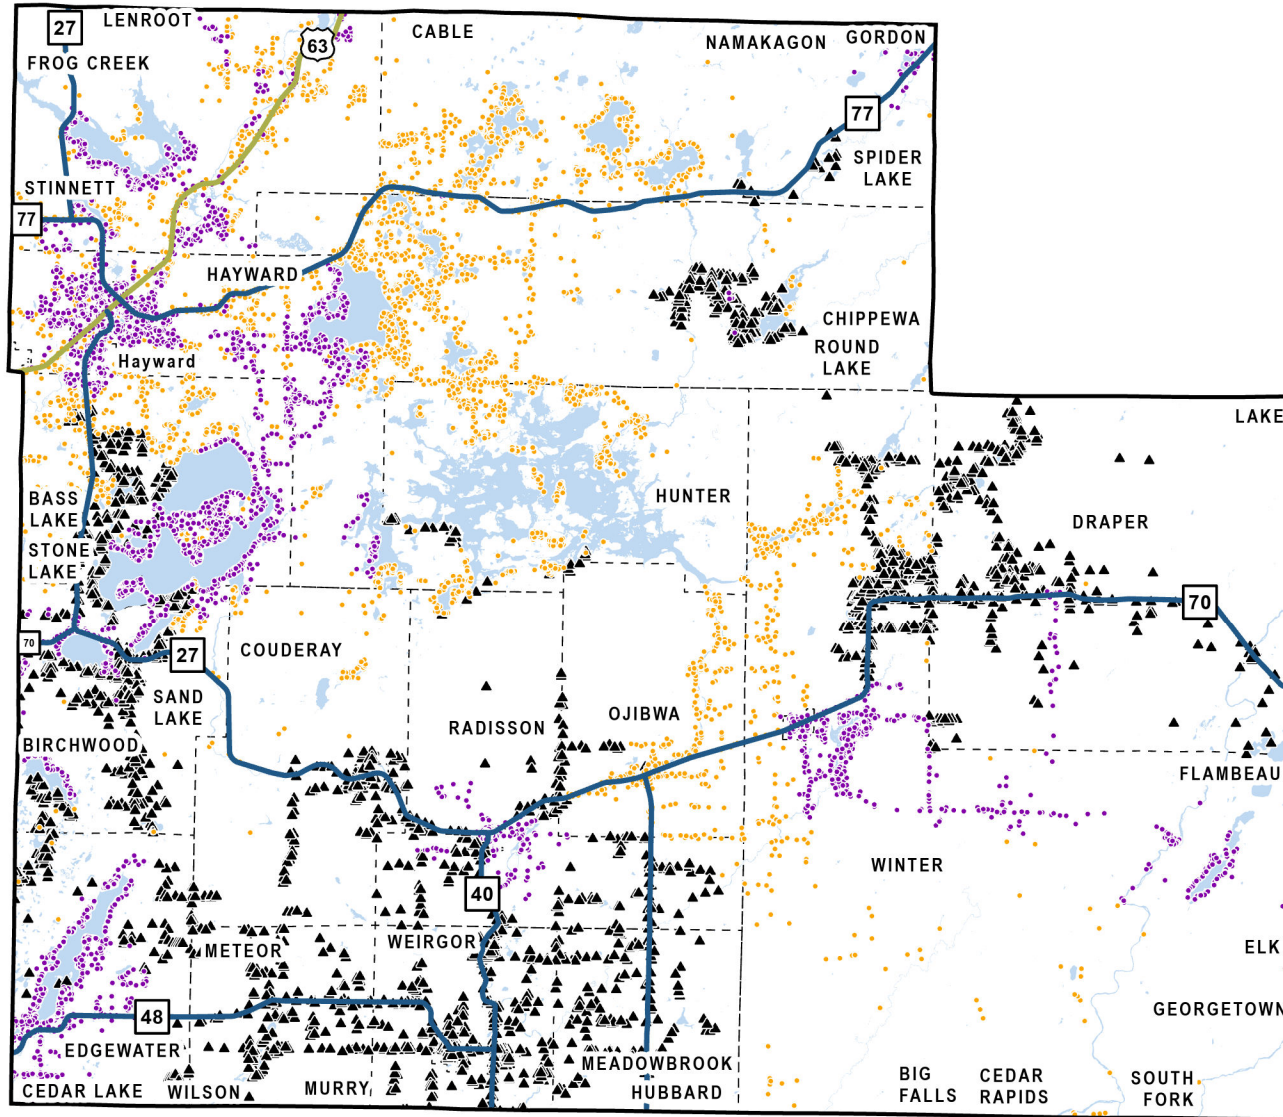 27
LENROOT
FROG CREEK
63
CABLE
NAMAKAGON
GORDON
77
SPIDER
LAKE
STINNETT
77
HAYWARD
Hayward
CHIPPEWA
ROUND
LAKE
LAKE
BASS
LAKE
STONE
LAKE
HUNTER
DRAPER
70
70
27
COUDERAY
SAND
LAKE
RADISSON
OJIBWA
BIRCHWOOD
FLAMBEAU
WINTER
40
METEOR
WEIRGOR
ELK
48
EDGEWATER
GEORGETOWN
CEDAR LAKE
WILSON
MURRY
MEADOWBROOK
HUBBARD
BIG
FALLS
CEDAR
RAPIDS
SOUTH
FORK